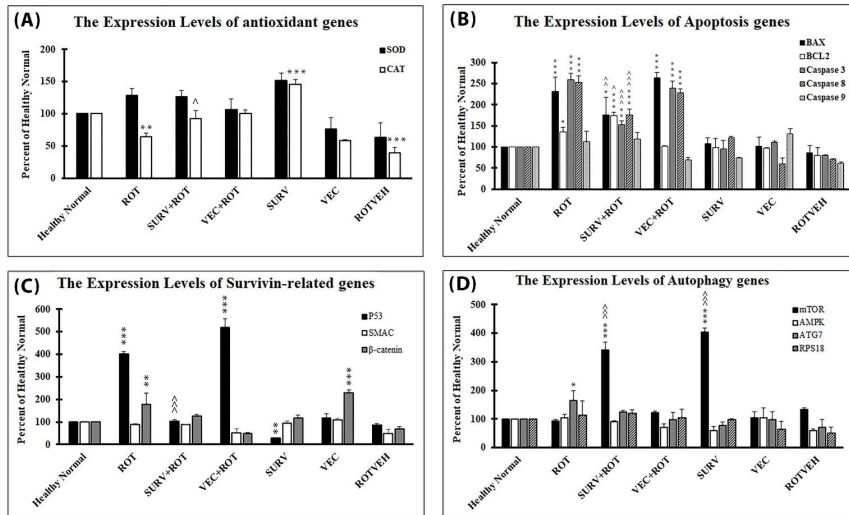 (A)
The Expression Levels of antioxidant genes
Percent of Healthy Normal
200
150
100
50
0
SOD
CAT
**
^
***
***
Healthy Normal
ROT
SURV+ROT
VEC+ROT
SURV
VEC
ROTVEH
(B)
The Expression Levels of Apoptosis genes
Percent of Healthy Normal
300
250
200
150
100
50
0
BAX
BCL2
Caspase 3
Caspase 8
Caspase 9
***
*
***
***
***
***
***
Healthy Normal
ROT
SURV+ROT
VEC+ROT
SURV
VEC
ROTVEH
(C)
The Expression Levels of Survivin-related genes
Percent of Healthy Normal
600
500
400
300
200
100
0
P53
SMAC
β-catenin
***
**
^^^
***
**
***
Healthy Normal
ROT
SURV+ROT
VEC+ROT
SURV
VEC
ROTVEH
(D)
The Expression Levels of Autophagy genes
Percent of Healthy Normal
500
400
300
200
100
0
mTOR
AMPK
ATG7
RPS18
*
***^^^
***^^^
Healthy Normal
ROT
SURV+ROT
VEC+ROT
SURV
VEC
ROTVEH